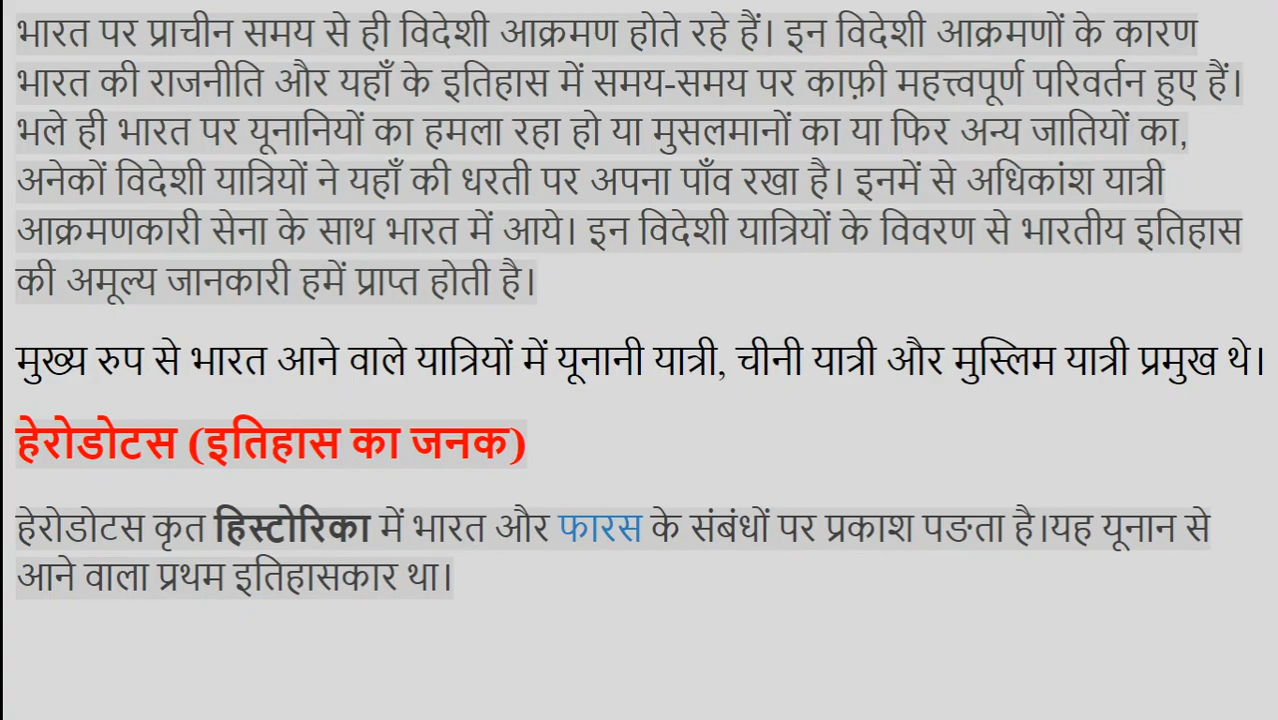 भारत पर प्राचीन समय से ही विदेशी आक्रमण होते रहे हैं। इन विदेशी आक्रमणों के कारण
भारत की राजनीति और यहाँ के इतिहास में समय-समय पर काफ़ी महत्त्वपूर्ण परिवर्तन हुए हैं।
भले ही भारत पर यूनानियों का हमला रहा हो या मुसलमानों का या फिर अन्य जातियों का,
अनेकों विदेशी यात्रियों ने यहाँ की धरती पर अपना पाँव रखा है। इनमें से अधिकांश यात्री
आक्रमणकारी सेना के साथ भारत में आये। इन विदेशी यात्रियों के विवरण से भारतीय इतिहास
की अमूल्य जानकारी हमें प्राप्त होती है।
मुख्य रुप से भारत आने वाले यात्रियों में यूनानी यात्री, चीनी यात्री और मुस्लिम यात्री प्रमुख थे।
हेरोडोटस (इतिहास का जनक)
हेरोडोटस कृत हिस्टोरिका में भारत और फारस के संबंधों पर प्रकाश पङता है।यह यूनान से
आने वाला प्रथम इतिहासकार था।